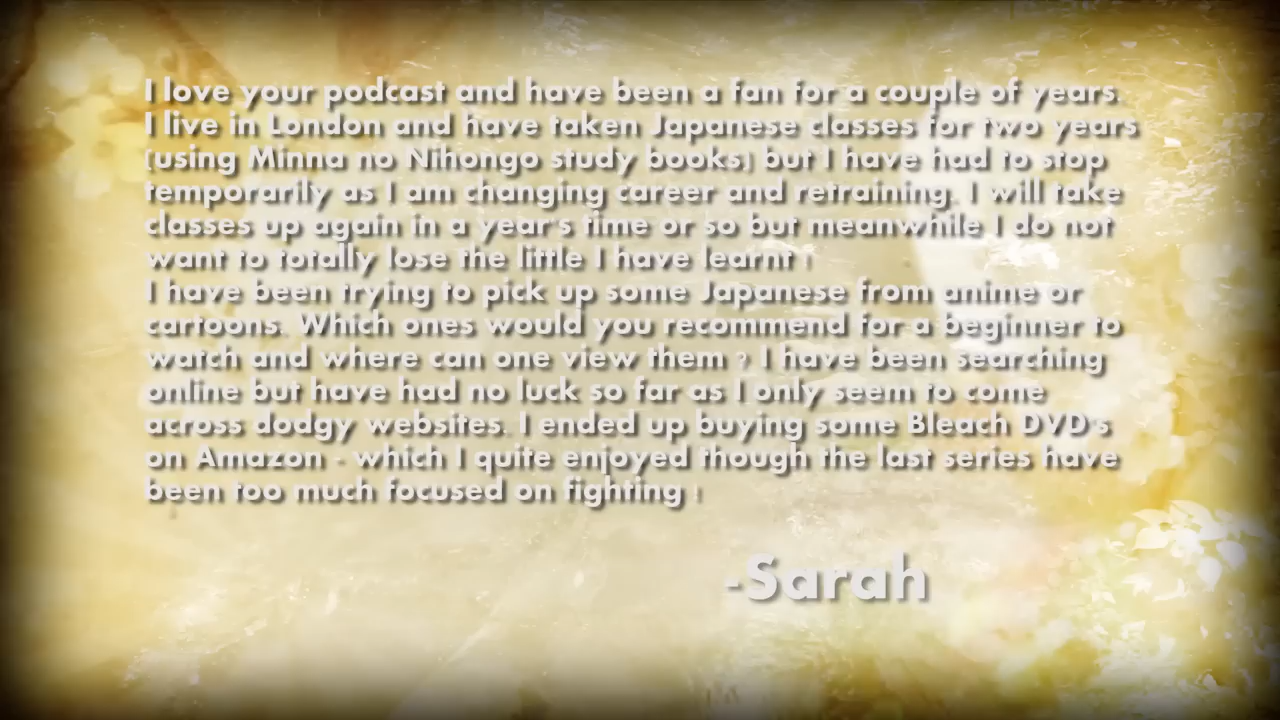 I love your podcast and have been a fan for a couple of years.
I live in London and have taken Japanese classes for two years
(using Minna no Nihongo study books) but I have had to stop
temporarily as I am changing career and retraining. I will take
classes up again in a year's time or so but meanwhile I do not
want to totally lose the little I have learnt !
I have been trying to pick up some Japanese from anime or
cartoons. Which ones would you recommend for a beginner to
watch and where can one view them ? I have been searching
online but have had no luck so far as I only seem to come
across dodgy websites. I ended up buying some Bleach DVD's
on Amazon - which I quite enjoyed though the last series have
been too much focused on fighting !
-Sarah